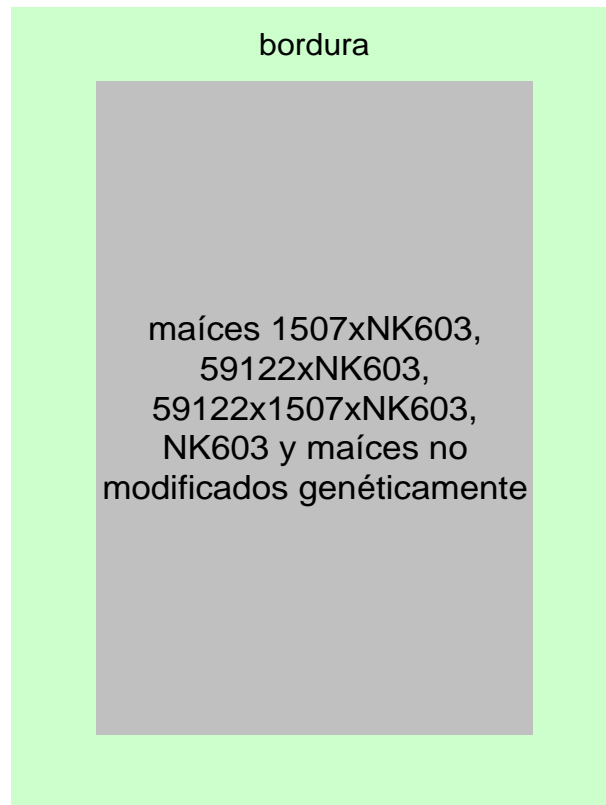 bordura
maíces 1507xNK603,
59122xNK603,
59122x1507xNK603,
NK603 y maíces no
modificados genéticamente